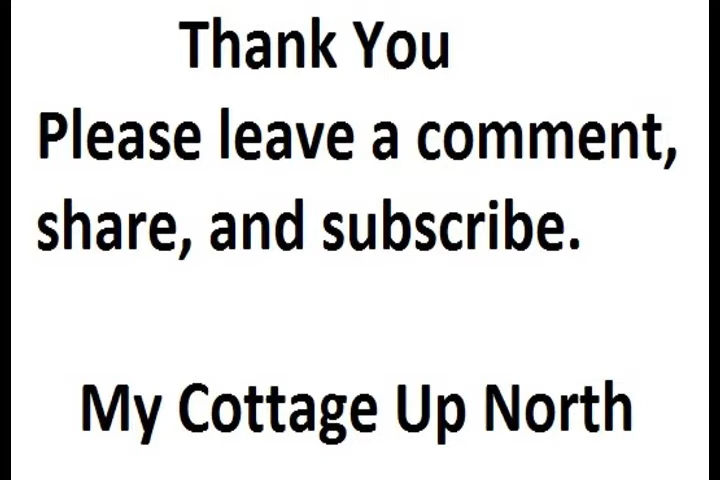 Thank You
Please leave a comment,
share, and subscribe.
My Cottage Up North